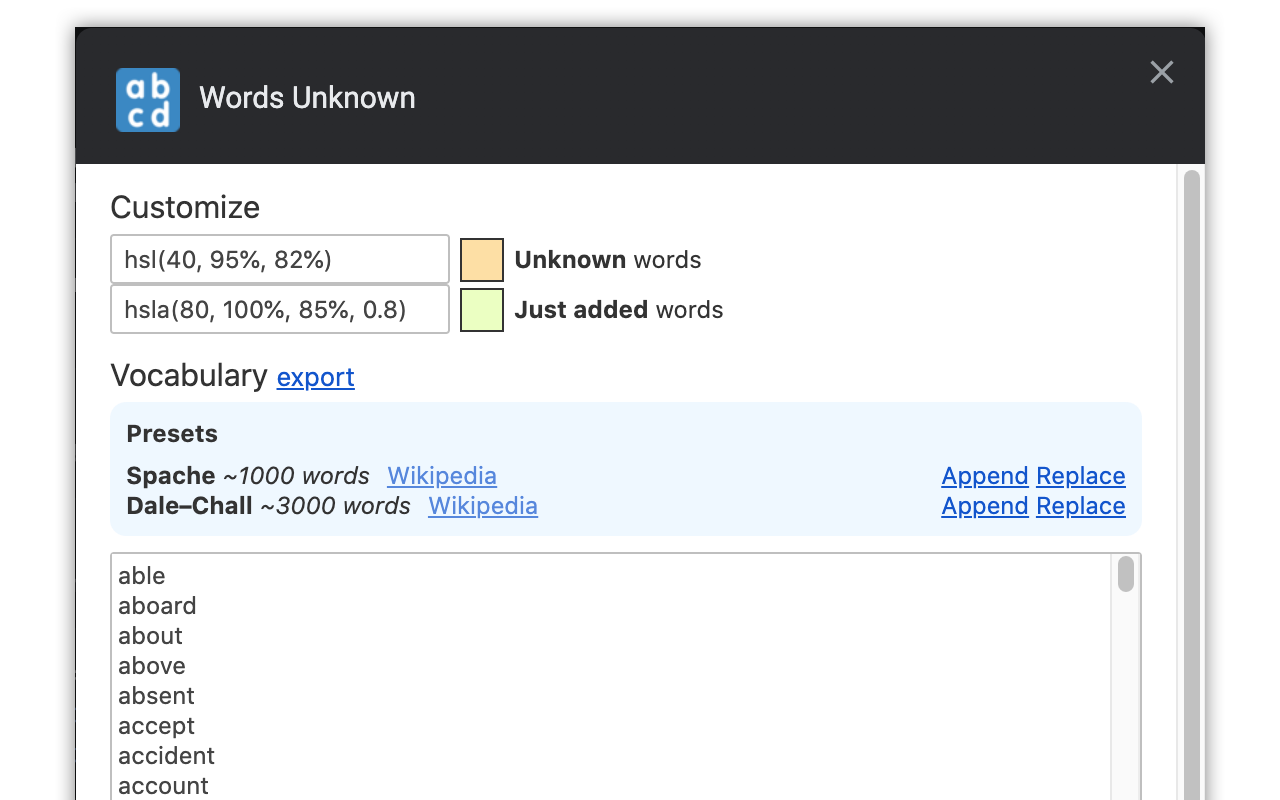 ab
cd
Words Unknown
Customize
hsl(40, 95%, 82%) Unknown words
hsla(80, 100%, 85%, 0.8) Just added words
Vocabulary export
Presets
Spache ~1000 words Wikipedia Append Replace
Dale–Chall ~3000 words Wikipedia Append Replace
able
aboard
about
above
absent
accept
accident
account